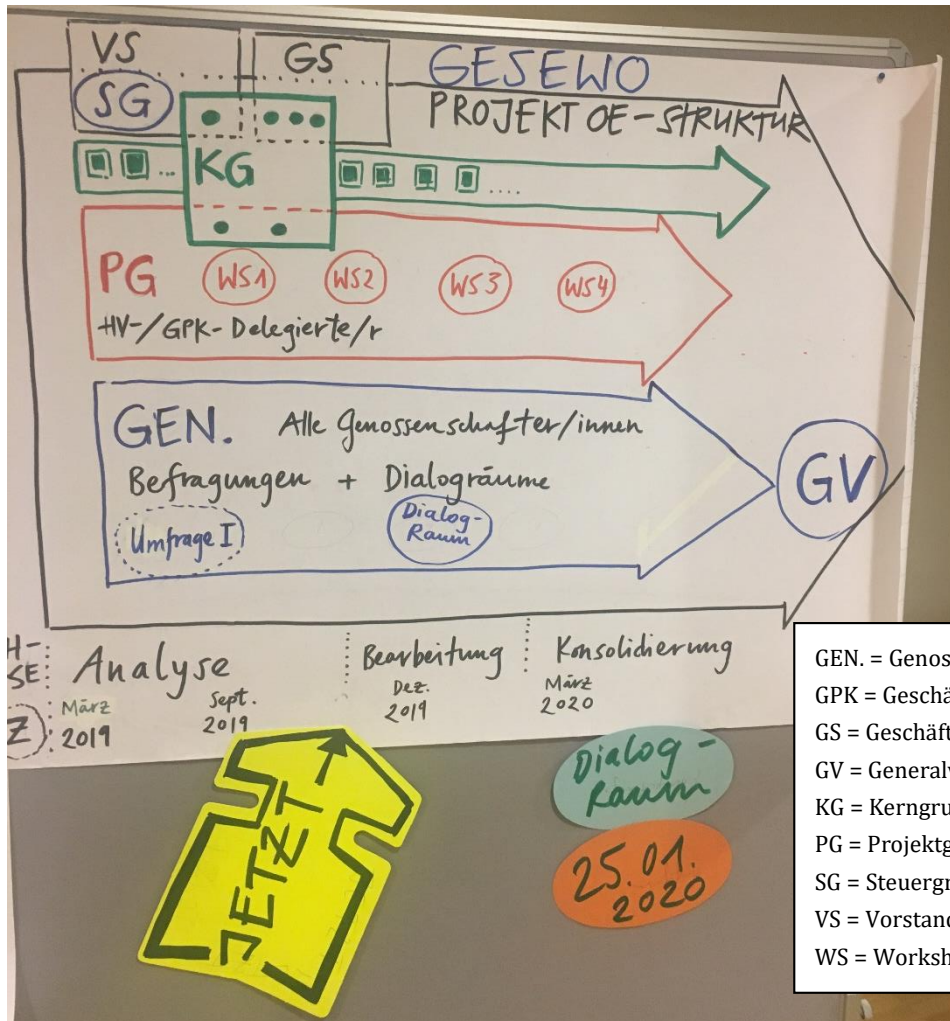 VS
GS
GESEWO
SG
PROJEKT OE-STRUKTUR
... KG ....
PG WS1 WS2 WS3 WS4
HV-/GPK-Delegierte/r
GEN. Alle Genossenschafter/innen
Befragungen + Dialogräume
Umfrage I
Dialog-
Raum
GV
H-
SE:
Z
Analyse
März
2019
Sept.
2019
Bearbeitung
Dez.
2019
Konsolidierung
März
2020
JETZT
Dialog-
Raum
25.01.
2020
GEN. = Genos
GPK = Geschä
GS = Geschäft
GV = General
KG = Kerngru
PG = Projektg
SG = Steuergr
VS = Vorstand
WS = Worksh